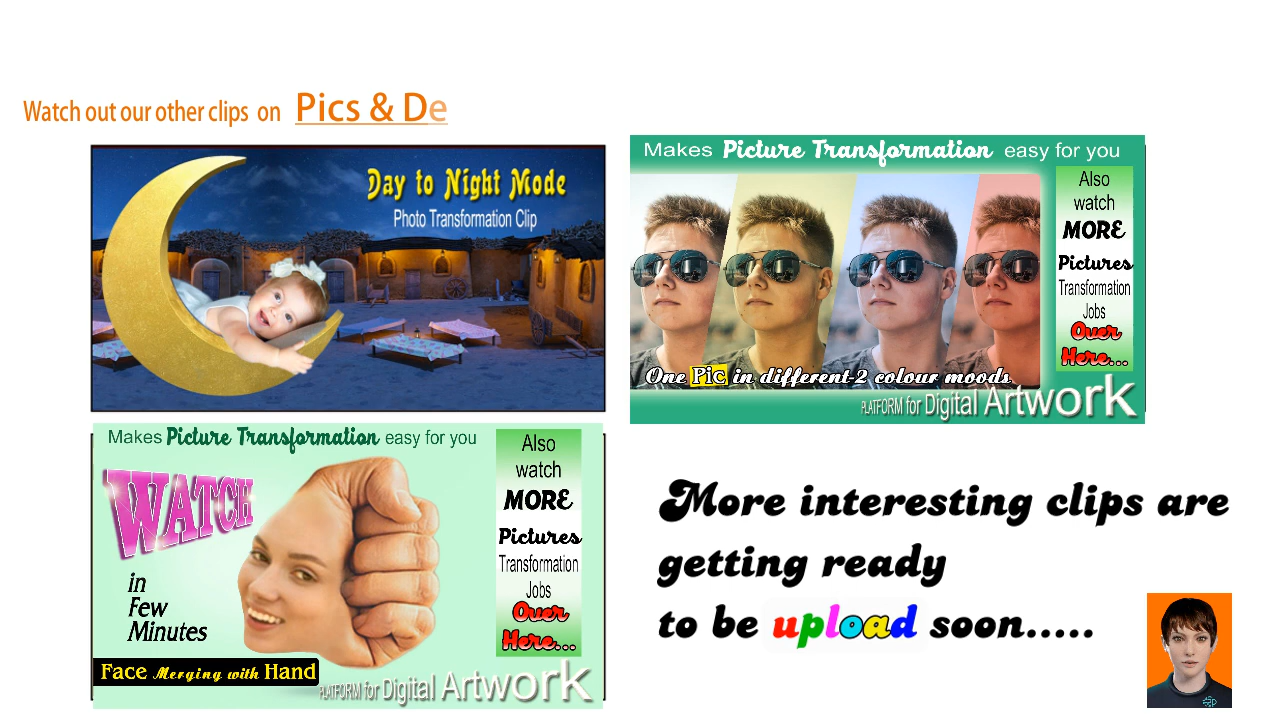 Watch out our other clips on Pics & De
Day to Night Mode
Photo Transformation Clip
Makes Picture Transformation easy for you
Also
watch
MORE
Pictures
Transformation
Jobs
Over
Here...
One Pic in different-2 colour moods
PLATFORM for Digital Artwork
Makes Picture Transformation easy for you
WATCH
in
Few
Minutes
Also
watch
MORE
Pictures
Transformation
Jobs
Over
Here...
Face Merging with Hand
PLATFORM for Digital Artwork
More interesting clips are
getting ready
to be upload soon.....